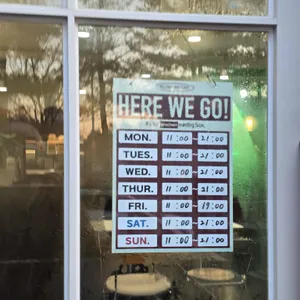 HERE WE GO!
MON. 11:00 - 21:00
TUES. 11:00 - 21:00
WED. 11:00 - 21:00
THUR. 11:00 - 21:00
FRI. 11:00 - 19:00
SAT. 11:00 - 21:00
SUN. 11:00 - 21:00